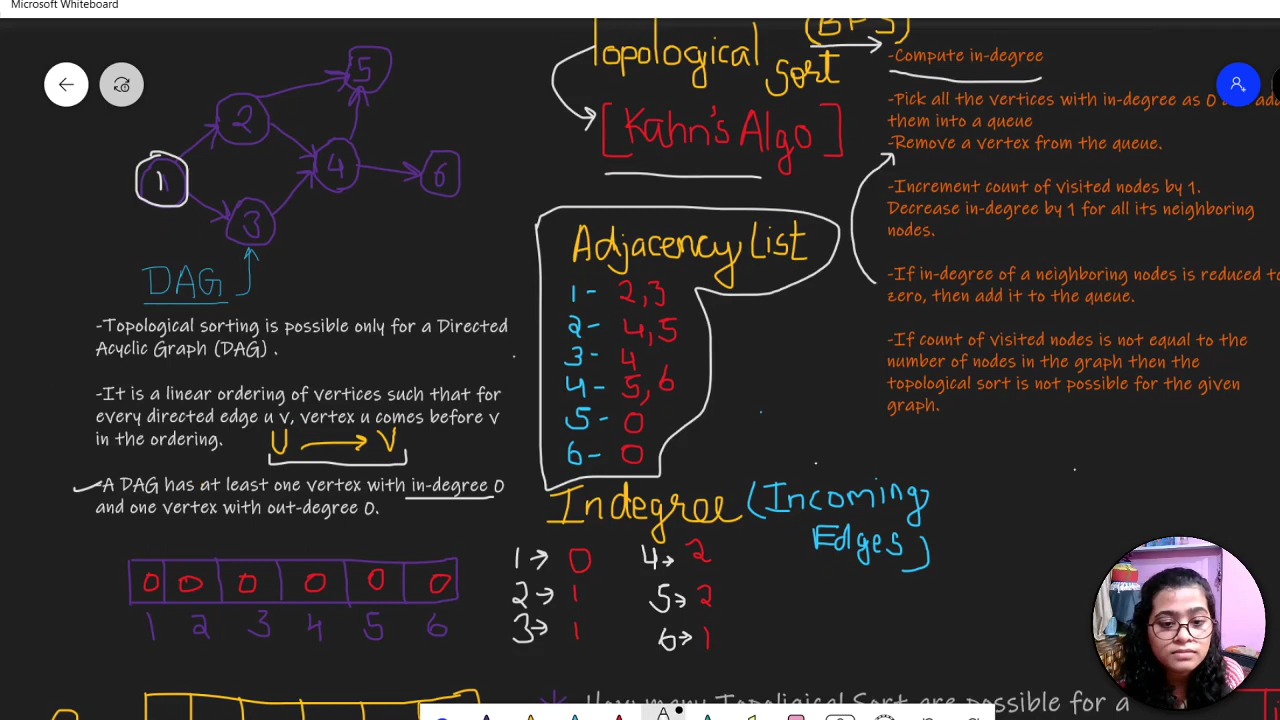 Microsoft Whiteboard
Topological (BFS)
Sort
[Kahn's Algo]
-Compute in-degree
-Pick all the vertices with in-degree as 0
them into a queue
-Remove a vertex from the queue.
-Increment count of visited nodes by 1.
Decrease in-degree by 1 for all its neighboring
nodes.
-If in-degree of a neighboring nodes is reduced to
zero, then add it to the queue.
-If count of visited nodes is not equal to the
number of nodes in the graph then the
topological sort is not possible for the given
graph.
5
2
1
4
6
3
DAG
-Topological sorting is possible only for a Directed
Acyclic Graph (DAG) .
-It is a linear ordering of vertices such that for
every directed edge u v, vertex u comes before v
in the ordering.
U → V
-A DAG has at least one vertex with in-degree 0
and one vertex with out-degree 0.
0 0 0 0 0 0
1 2 3 4 5 6
Adjacency List
1- 2,3
2- 4,5
3- 4
4- 5,6
5- 0
6- 0
Indegree (Incoming
Edges)
1→ 0 4→ 2
2→ 1 5→ 2
3→ 1 6→ 1
* How many Topoligical Sort are possible for a